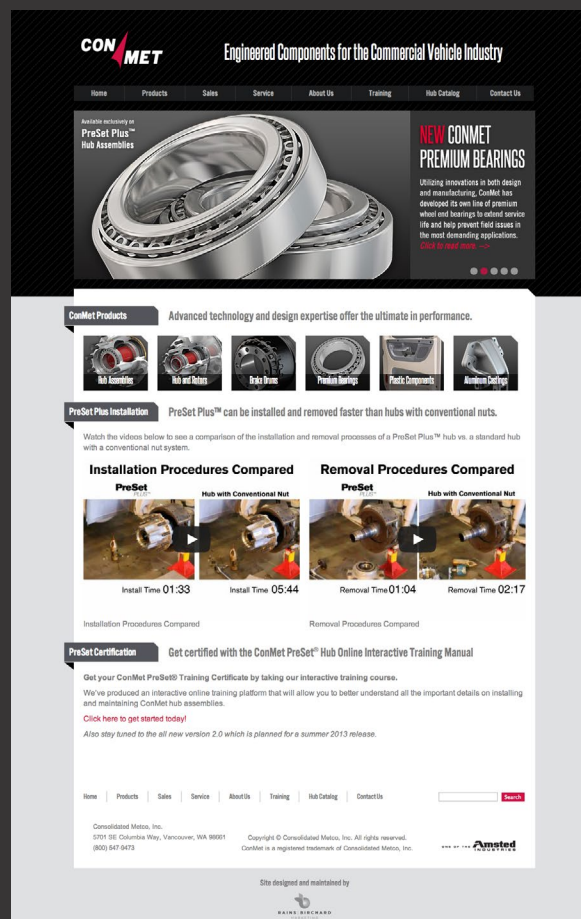 CON MET
Engineered Components for the Commercial Vehicle Industry
Home Products Sales Service About Us Training Hub Catalog Contact Us
Available exclusively on
PreSet Plus™
Hub Assemblies
NEW CONMET
PREMIUM BEARINGS
Utilizing innovations in both design
and manufacturing, ConMet has
developed its own line of premium
wheel end bearings to extend service
life and help prevent field issues in
the most demanding applications.
Click to read more -->
ConMet Products
Advanced technology and design expertise offer the ultimate in performance.
Hub Assemblies Hub and Rotors Brake Drums Premium Bearings Plastic Components Aluminum Castings
PreSet Plus Installation
PreSet Plus™ can be installed and removed faster than hubs with conventional nuts.
Watch the videos below to see a comparison of the installation and removal processes of a PreSet Plus™ hub vs. a standard hub
with a conventional nut system.
Installation Procedures Compared
PreSet
PLUS™
Hub with Conventional Nut
Install Time 01:33
Install Time 05:44
Installation Procedures Compared
Removal Procedures Compared
PreSet
PLUS™
Hub with Conventional Nut
Removal Time 01:04
Removal Time 02:17
Removal Procedures Compared
PreSet Certification
Get certified with the ConMet PreSet® Hub Online Interactive Training Manual
Get your ConMet PreSet® Training Certificate by taking our interactive training course.
We've produced an interactive online training platform that will allow you to better understand all the important details on installing
and maintaining ConMet hub assemblies.
Click here to get started today!
Also stay tuned to the all new version 2.0 which is planned for a summer 2013 release.
Home Products Sales Service About Us Training Hub Catalog Contact Us
Search
Consolidated Metco, Inc.
5701 SE Columbia Way, Vancouver, WA 98661
(800) 547-9473
Copyright © Consolidated Metco, Inc. All rights reserved.
ConMet is a registered trademark of Consolidated Metco, Inc.
ONE OF THE Amsted
INDUSTRIES
Site designed and maintained by
RAINS BIRCHARD
MARKETING